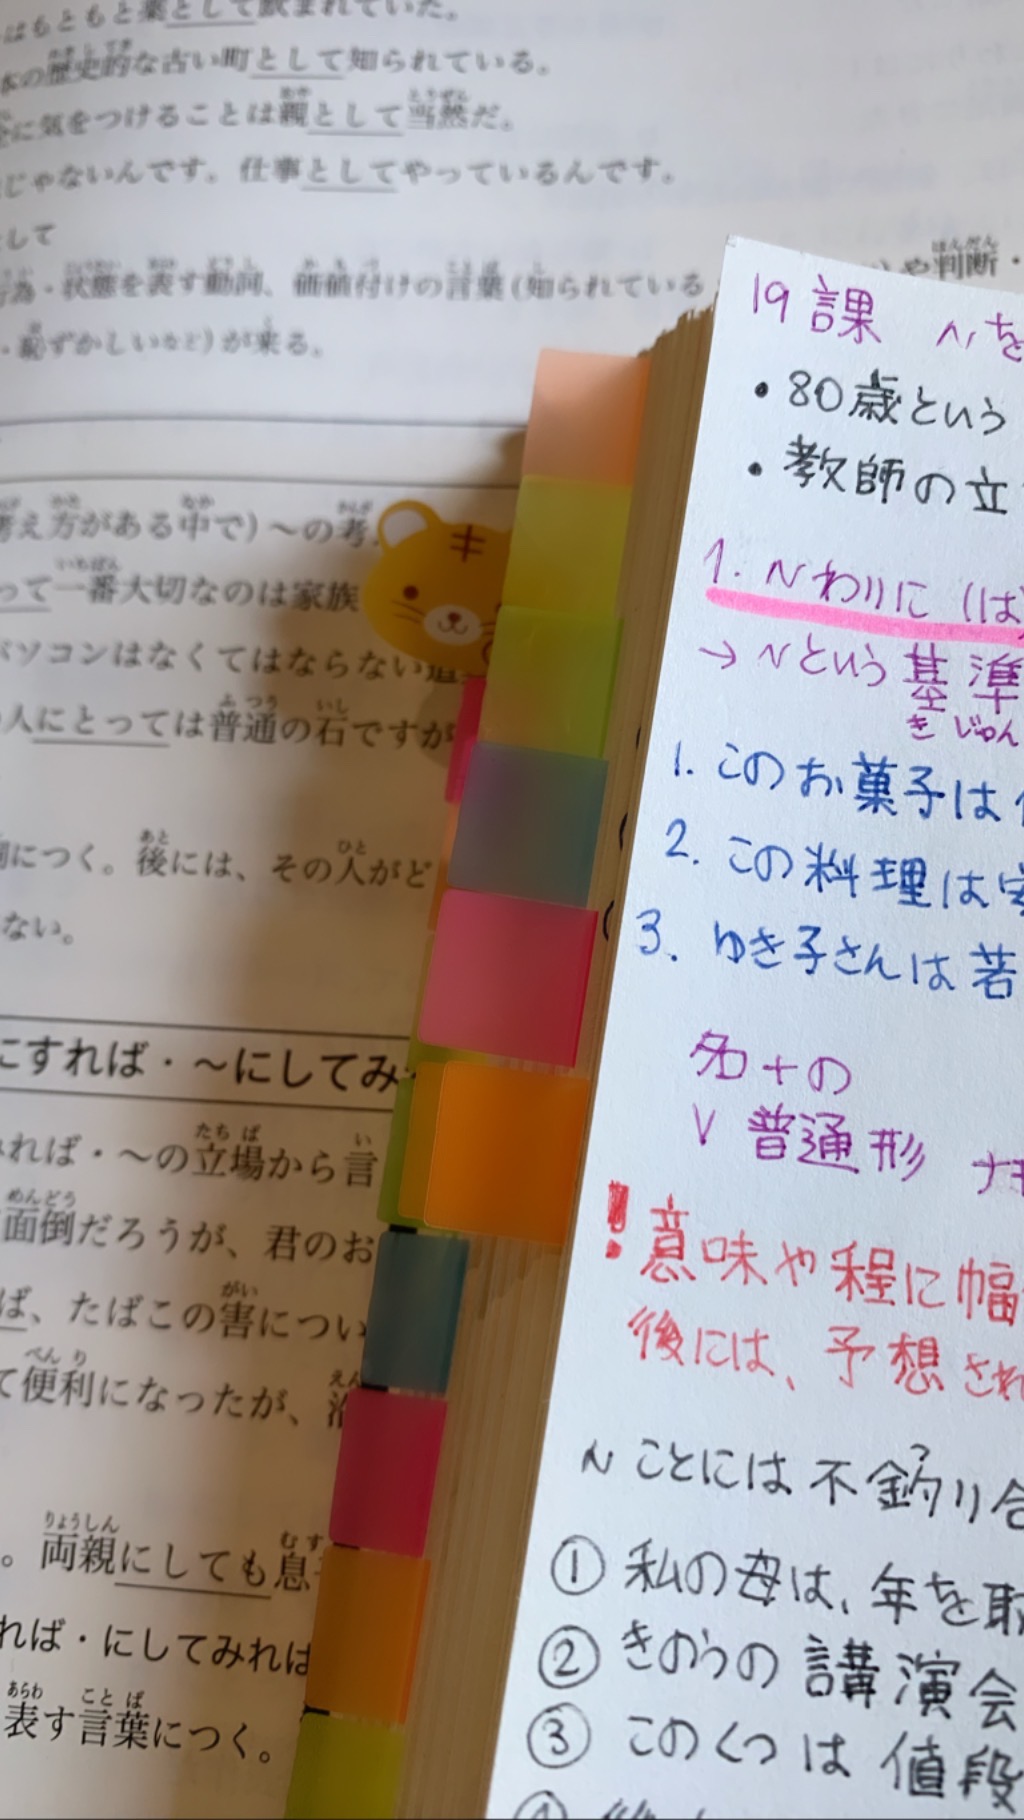 はもともと薬として飲まれていた。
本の歴史的な古い町として知られている。
に気をつけることは親として当然だ。
じゃないんです。仕事としてやっているんです。
して
為・状態を表す動詞、価値付けの言葉(知られている
や判断・
・恥ずかしいなど)が来る。
考え方がある中で)~の考
って一番大切なのは家族
パソコンはなくてはならない道
人にとっては普通の石ですが
につく。後には、その人がど
ない。
にすれば・~にしてみ
れば・~の立場から言
面倒だろうが、君のお
ば、たばこの害につい
て便利になったが、
。両親にしても息
れば・にしてみれば
表す言葉につく。
19課 ~を
・80歳という
・教師の立
1. ~わりに(は)
→ ~という基準
きじゅん
1. このお菓子は
2. この料理は
3. ゆき子さんは若
名+の
V 普通形 ナ
! 意味や程に幅
後には、予想され
~ことには不釣り合
① 私の母は、年を取
② きのうの講演会
③ このくつは値段